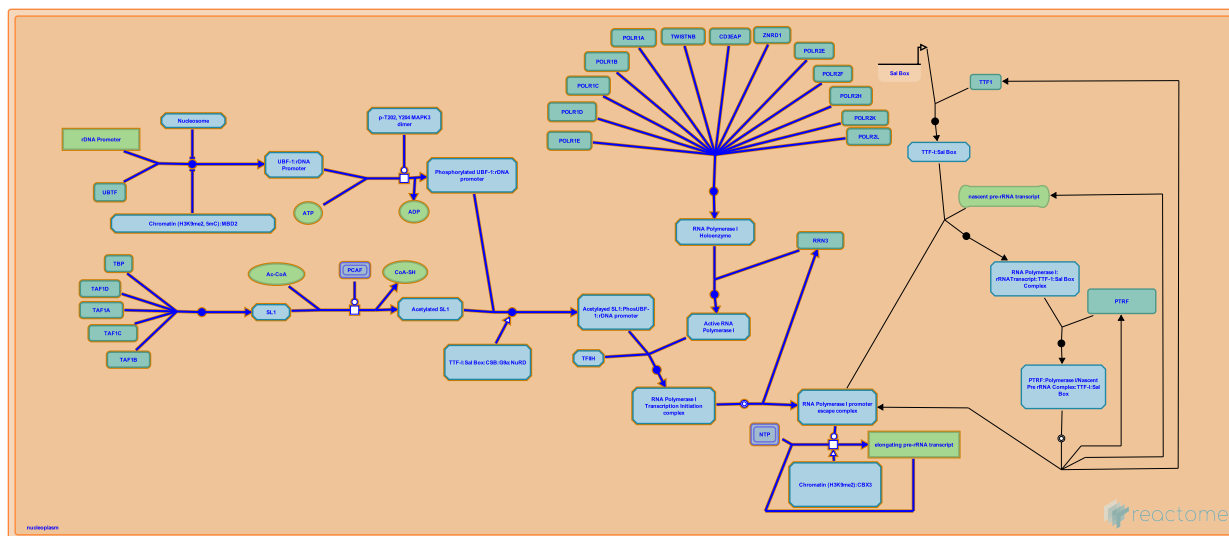 POLR1A
TWISTNB
CD3EAP
ZNRD1
POLR1B
POLR2E
Sal Box
POLR1C
POLR2F
TTF1
POLR2H
POLR1D
POLR2K
POLR1E
POLR2L
Nucleosome
p-T202, Y204 MAPK3
dimer
rDNA Promoter
UBF-1:rDNA
Promoter
TTF-I:Sal Box
Phosphorylated UBF-1:rDNA
promoter
UBTF
ATP
ADP
nascent pre-rRNA transcript
Chromatin (H3K9me2, 5mC):MBD2
RNA Polymerase I
Holoenzyme
RRN3
TBP
Ac-CoA
PCAF
CoA-SH
RNA Polymerase I:
rRNATranscript:TTF-1:Sal Box
Complex
TAF1D
TAF1A
SL1
Acetylated SL1
Acetylayed SL1:PhosUBF-
1:rDNA promoter
PTRF
TAF1C
Active RNA
Polymerase I
TAF1B
TTF-I:Sal Box:CSB:G9a:NuRD
TFIIH
PTRF:Polymerase I/Nascent
Pre rRNA Complex:TTF-I:Sal
Box
RNA Polymerase I
Transcription Initiation
complex
RNA Polymerase I promoter
escape complex
NTP
elongating pre-rRNA transcript
Chromatin (H3K9me2):CBX3
nucleoplasm
reactome